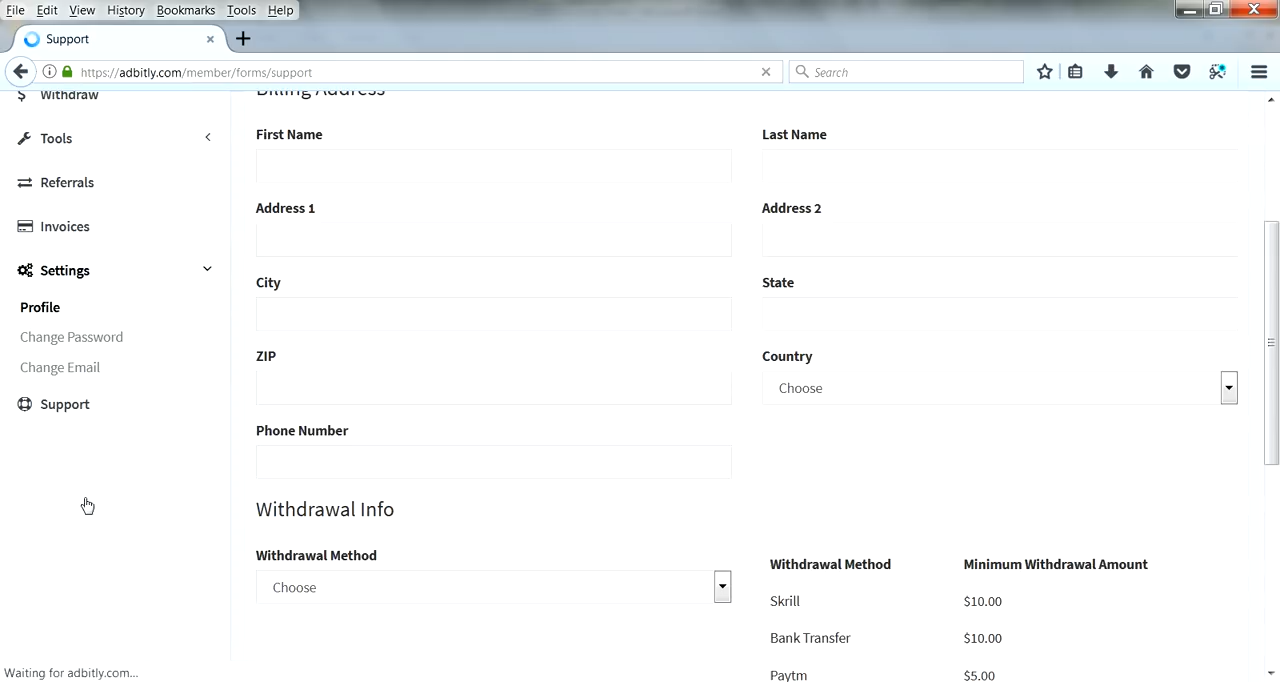 File Edit View History Bookmarks Tools Help
Support
https://adbitly.com/member/forms/support
Search
$ Withdraw
Billing Address
First Name
Last Name
Tools
Address 1
Address 2
Referrals
Invoices
City
State
Settings
Profile
ZIP
Country
Change Password
Choose
Change Email
Support
Phone Number
Withdrawal Info
Withdrawal Method
Choose
Withdrawal Method Minimum Withdrawal Amount
Skrill $10.00
Bank Transfer $10.00
Paytm $5.00
Waiting for adbitly.com...